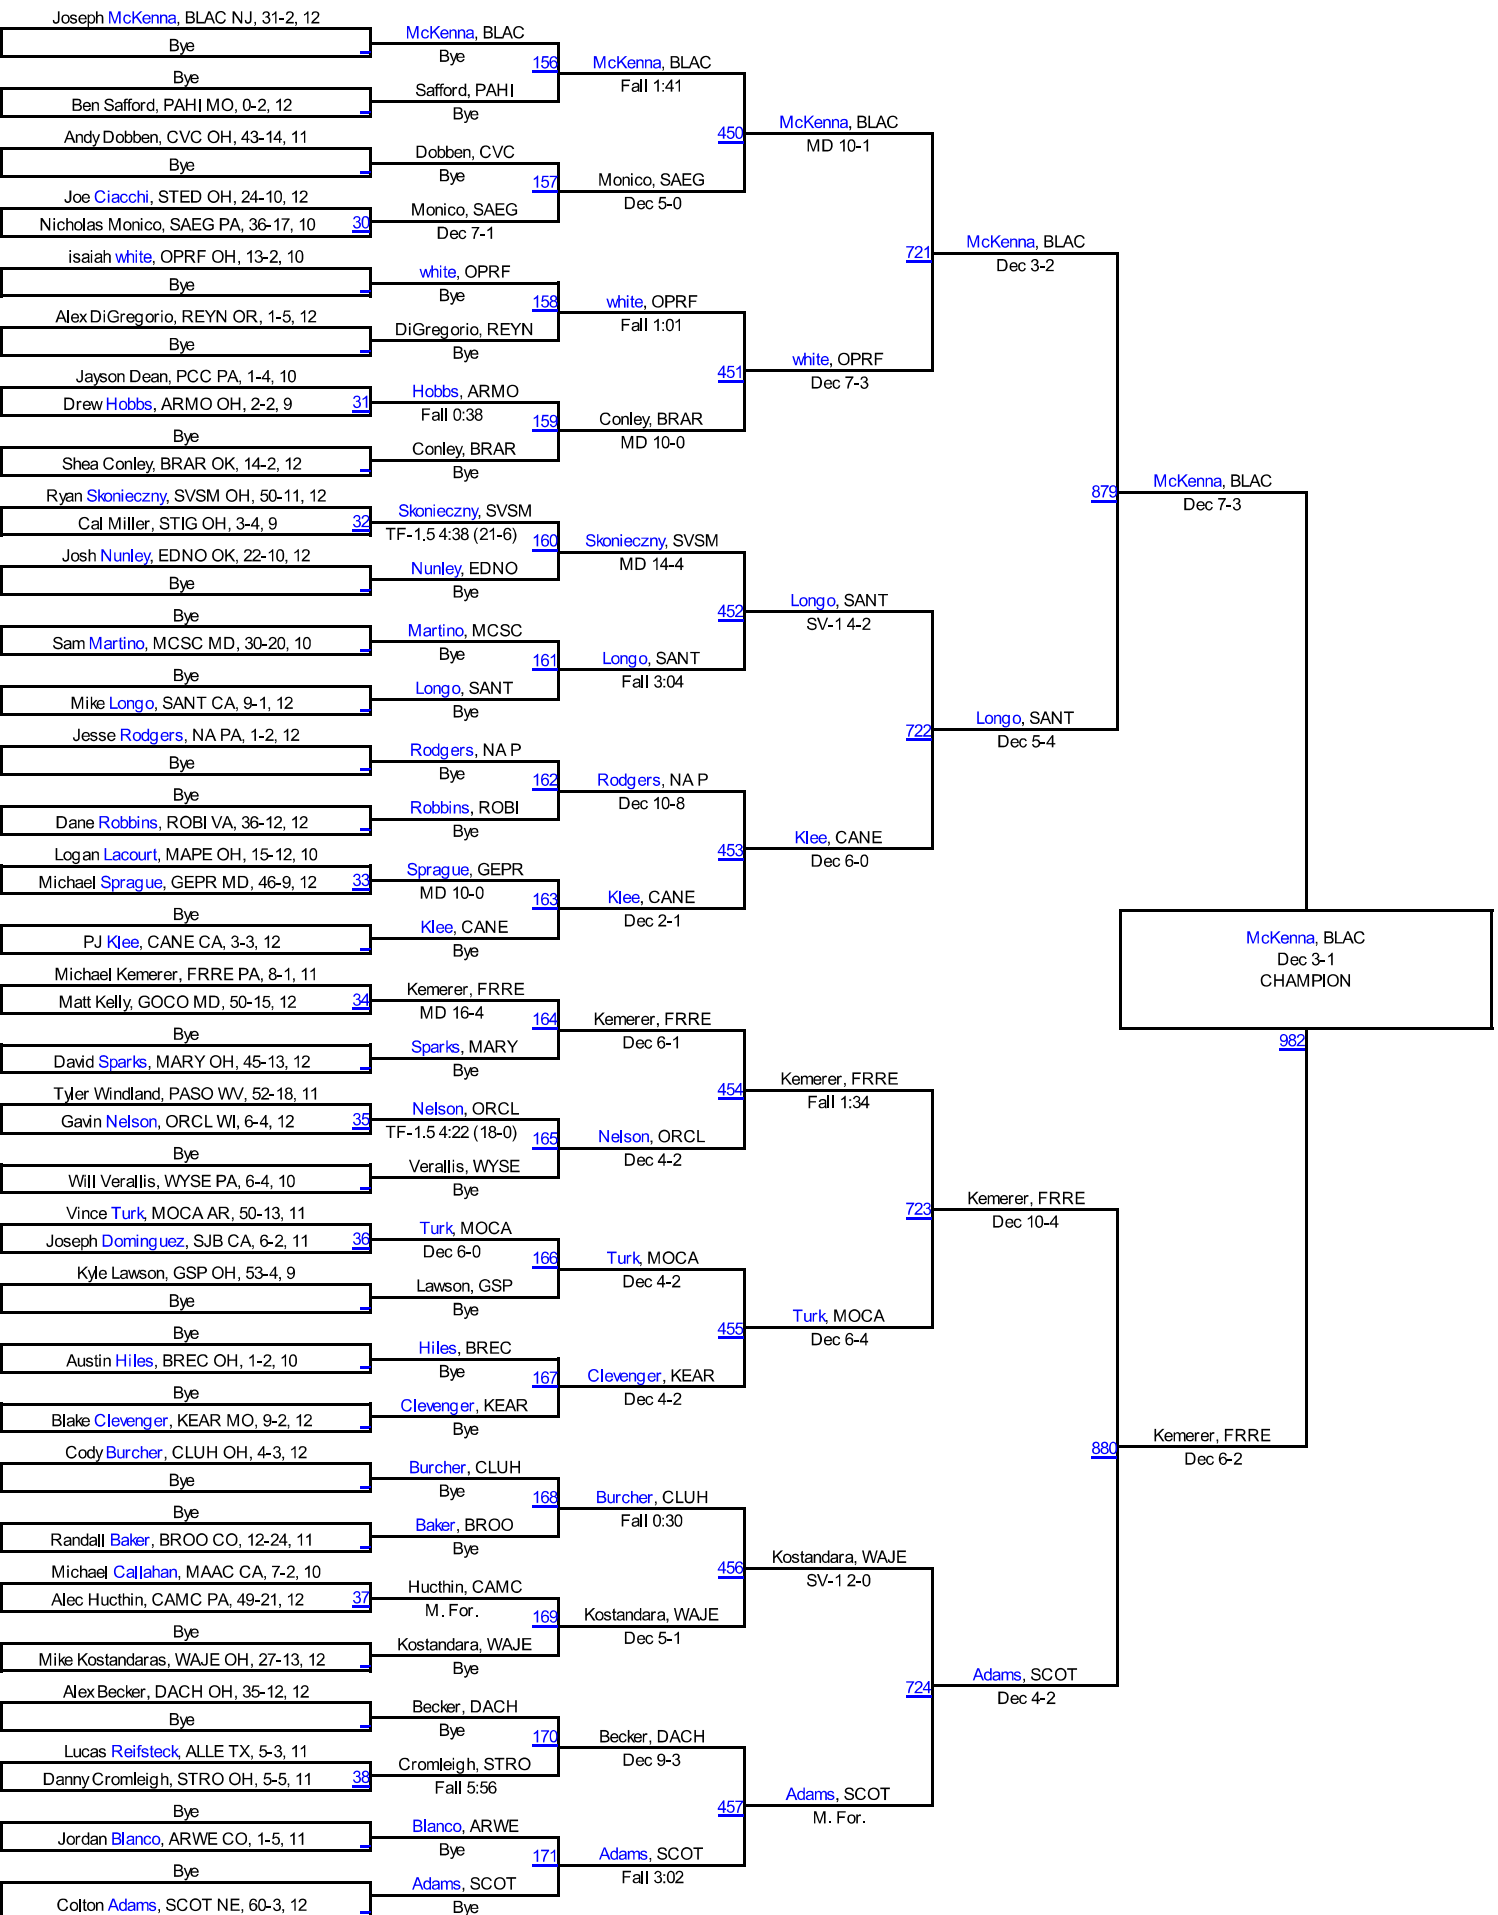 Joseph McKenna, BLAC NJ, 31-2, 12
Bye
Bye
Ben Safford, PAHI MO, 0-2, 12
Andy Dobben, CVC OH, 43-14, 11
Bye
Joe Ciacchi, STED OH, 24-10, 12
Nicholas Monico, SAEG PA, 36-17, 10
30
isaiah white, OPRF OH, 13-2, 10
Bye
Alex DiGregorio, REYN OR, 1-5, 12
Bye
Jayson Dean, PCC PA, 1-4, 10
Drew Hobbs, ARMO OH, 2-2, 9
31
Bye
Shea Conley, BRAR OK, 14-2, 12
Ryan Skonieczny, SVSM OH, 50-11, 12
Cal Miller, STIG OH, 3-4, 9
32
Josh Nunley, EDNO OK, 22-10, 12
Bye
Bye
Sam Martino, MCSC MD, 30-20, 10
Bye
Mike Longo, SANT CA, 9-1, 12
Jesse Rodgers, NA PA, 1-2, 12
Bye
Bye
Dane Robbins, ROBI VA, 36-12, 12
Logan Lacourt, MAPE OH, 15-12, 10
Michael Sprague, GEPR MD, 46-9, 12
33
Bye
PJ Klee, CANE CA, 3-3, 12
Michael Kemerer, FRRE PA, 8-1, 11
Matt Kelly, GOCO MD, 50-15, 12
34
Bye
David Sparks, MARY OH, 45-13, 12
Tyler Windland, PASO WV, 52-18, 11
Gavin Nelson, ORCL WI, 6-4, 12
35
Bye
Will Verallis, WYSE PA, 6-4, 10
Vince Turk, MOCA AR, 50-13, 11
Joseph Dominguez, SJB CA, 6-2, 11
36
Kyle Lawson, GSP OH, 53-4, 9
Bye
Bye
Austin Hiles, BREC OH, 1-2, 10
Bye
Blake Clevenger, KEAR MO, 9-2, 12
Cody Burcher, CLUH OH, 4-3, 12
Bye
Bye
Randall Baker, BROO CO, 12-24, 11
Michael Callahan, MAAC CA, 7-2, 10
Alec Hucthin, CAMC PA, 49-21, 12
37
Bye
Mike Kostandaras, WAJE OH, 27-13, 12
Alex Becker, DACH OH, 35-12, 12
Bye
Lucas Reifsteck, ALLE TX, 5-3, 11
Danny Cromleigh, STRO OH, 5-5, 11
38
Bye
Jordan Blanco, ARWE CO, 1-5, 11
Bye
Colton Adams, SCOT NE, 60-3, 12
McKenna, BLAC
Bye
156
Safford, PAHI
Bye
Dobben, CVC
Bye
157
Monico, SAEG
Dec 7-1
white, OPRF
Bye
158
DiGregorio, REYN
Bye
Hobbs, ARMO
Fall 0:38
159
Conley, BRAR
Bye
Skonieczny, SVSM
TF-1.5 4:38 (21-6)
160
Nunley, EDNO
Bye
Martino, MCSC
Bye
161
Longo, SANT
Bye
Rodgers, NA P
Bye
162
Robbins, ROBI
Bye
Sprague, GEPR
MD 10-0
163
Klee, CANE
Bye
Kemerer, FRRE
MD 16-4
164
Sparks, MARY
Bye
Nelson, ORCL
TF-1.5 4:22 (18-0)
165
Verallis, WYSE
Bye
Turk, MOCA
Dec 6-0
166
Lawson, GSP
Bye
Hiles, BREC
Bye
167
Clevenger, KEAR
Bye
Burcher, CLUH
Bye
168
Baker, BROO
Bye
Hucthin, CAMC
M. For.
169
Kostandara, WAJE
Bye
Becker, DACH
Bye
170
Cromleigh, STRO
Fall 5:56
Blanco, ARWE
Bye
171
Adams, SCOT
Bye
McKenna, BLAC
Fall 1:41
450
Monico, SAEG
Dec 5-0
white, OPRF
Fall 1:01
451
Conley, BRAR
MD 10-0
Skonieczny, SVSM
MD 14-4
452
Longo, SANT
Fall 3:04
Rodgers, NA P
Dec 10-8
453
Klee, CANE
Dec 2-1
Kemerer, FRRE
Dec 6-1
454
Nelson, ORCL
Dec 4-2
Turk, MOCA
Dec 4-2
455
Clevenger, KEAR
Dec 4-2
Burcher, CLUH
Fall 0:30
456
Kostandara, WAJE
Dec 5-1
Becker, DACH
Dec 9-3
457
Adams, SCOT
Fall 3:02
McKenna, BLAC
MD 10-1
721
white, OPRF
Dec 7-3
Longo, SANT
SV-1 4-2
722
Klee, CANE
Dec 6-0
Kemerer, FRRE
Fall 1:34
723
Turk, MOCA
Dec 6-4
Kostandara, WAJE
SV-1 2-0
724
Adams, SCOT
M. For.
McKenna, BLAC
Dec 3-2
879
Longo, SANT
Dec 5-4
Kemerer, FRRE
Dec 10-4
880
Adams, SCOT
Dec 4-2
McKenna, BLAC
Dec 7-3
Kemerer, FRRE
Dec 6-2
McKenna, BLAC
Dec 3-1
CHAMPION
982